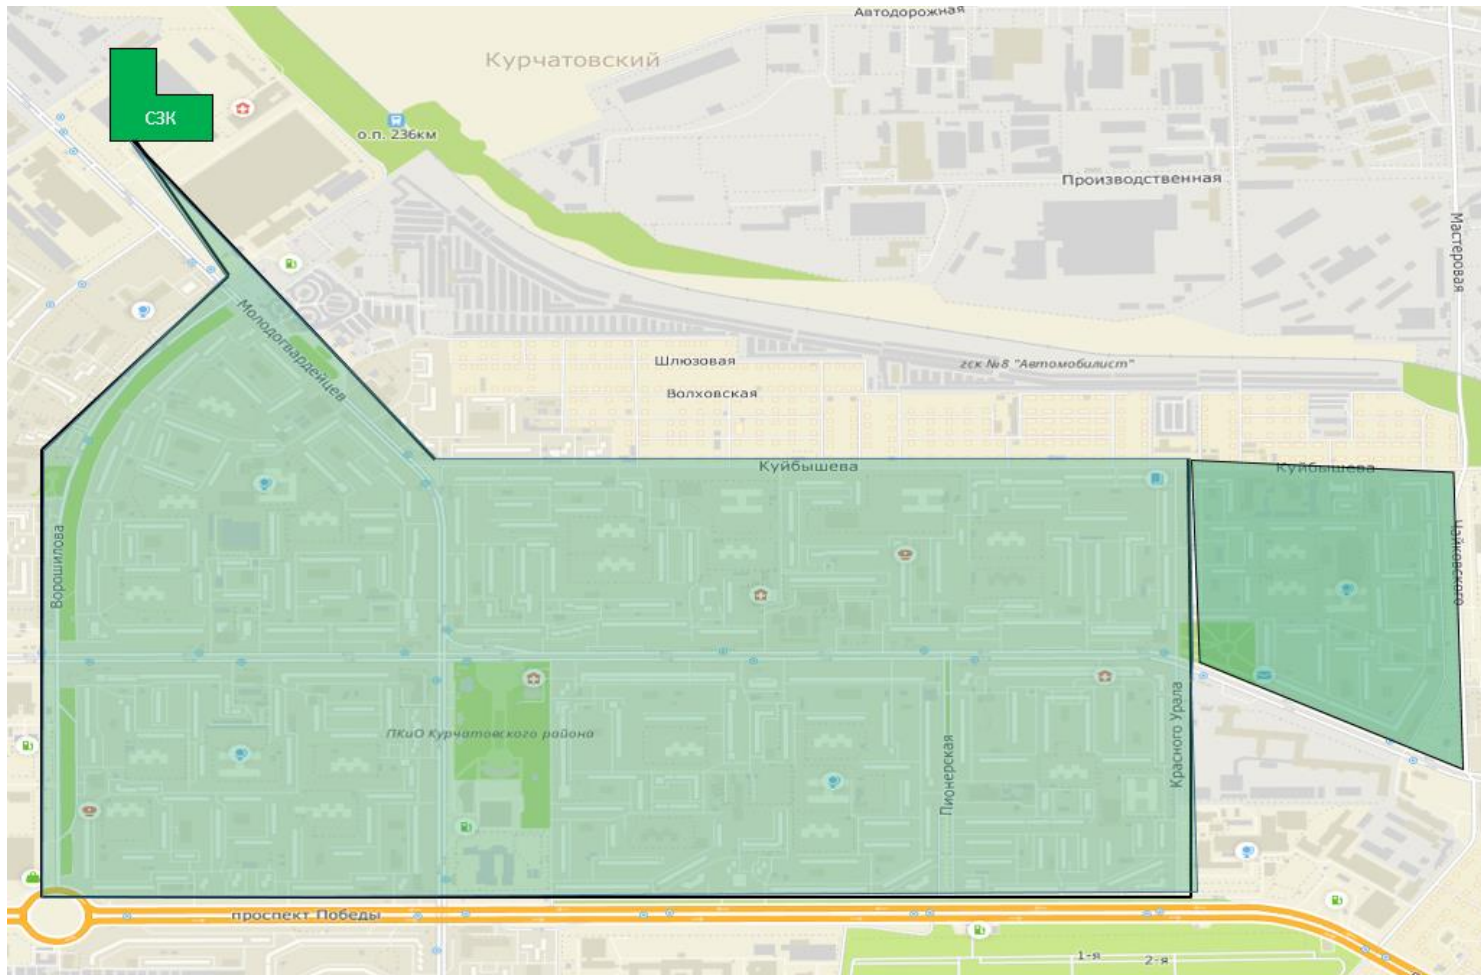 Автодорожная
Курчатовский
СЗК
о.п. 236км
Производственная
Мастеровая
Молодогвардейцев
Шлюзовая
гск №8 "Автомобилист"
Волховская
Куйбышева
Куйбышева
Ворошилова
Чайковского
ПКиО Курчатовского района
Пионерская
Красного Урала
проспект Победы
1-я
2-я